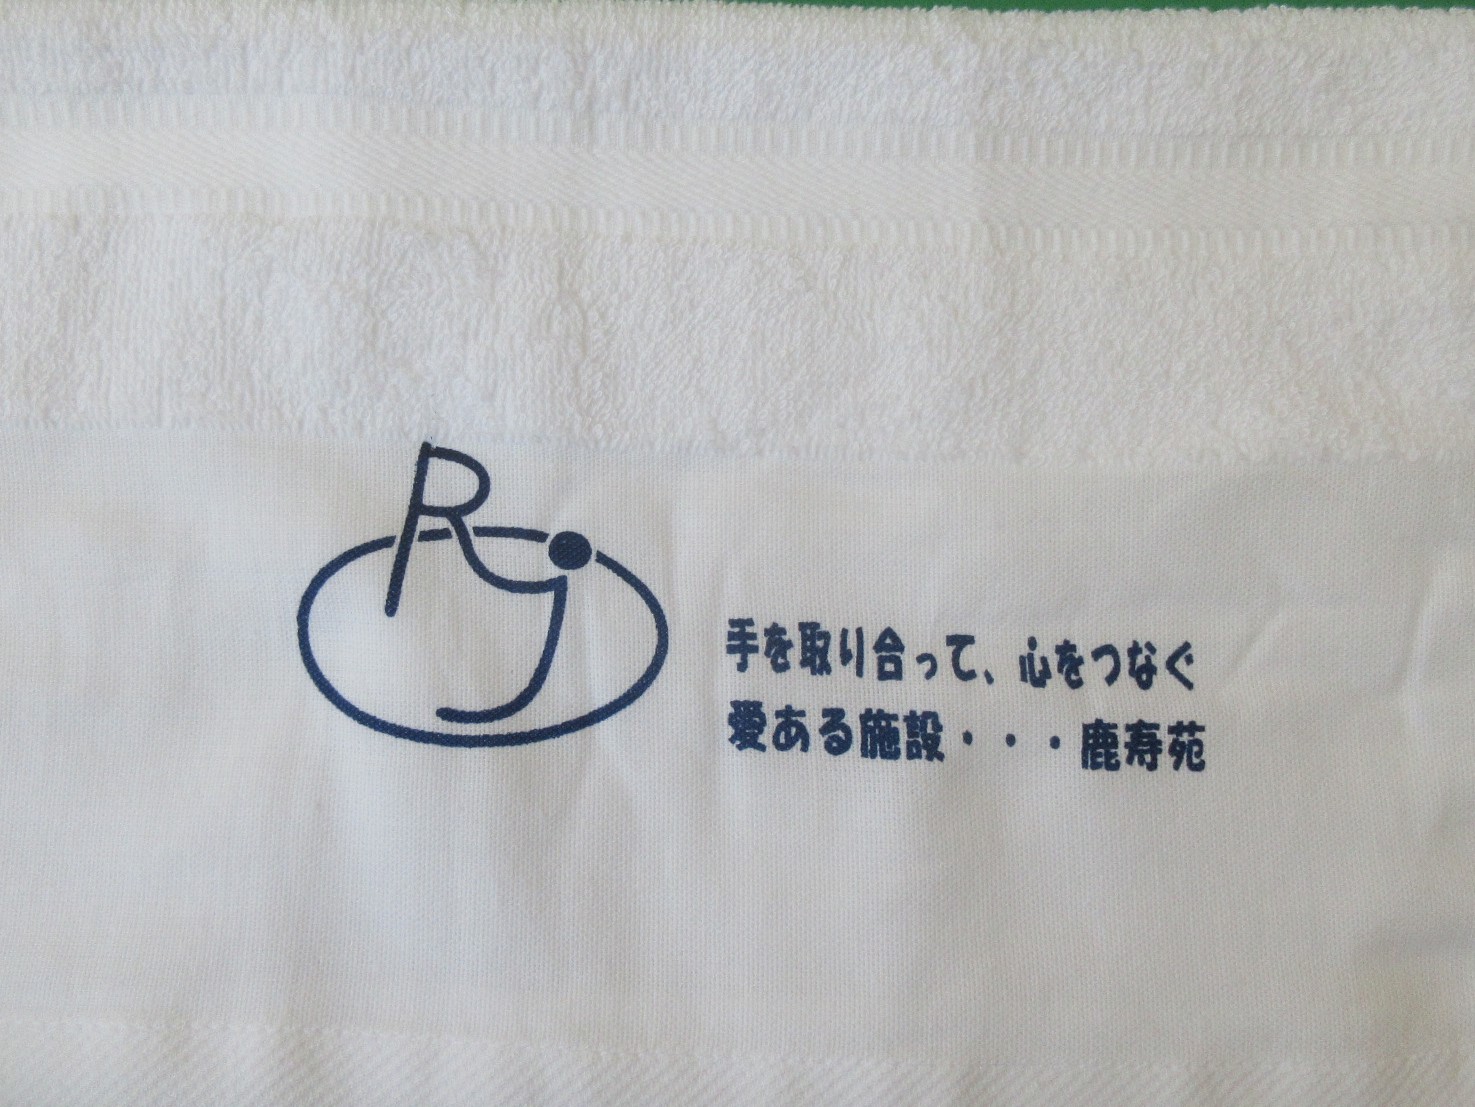 RJ
手を取り合って、心をつなぐ
愛ある施設・・・鹿寿苑